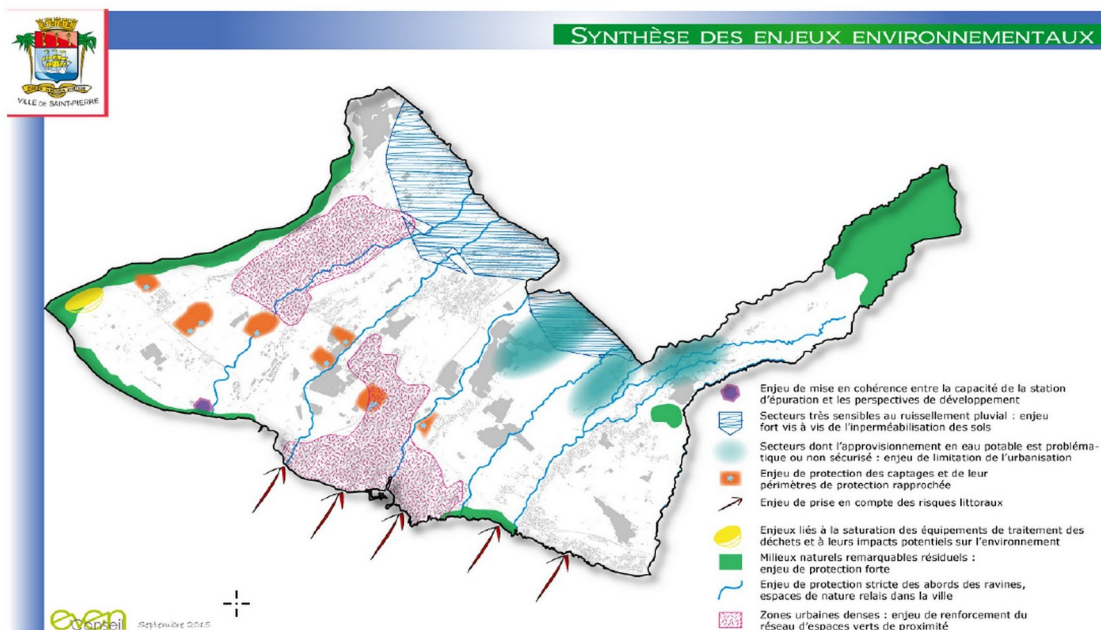 SYNTHÈSE DES ENJEUX ENVIRONNEMENTAUX
VILLE de SAINT-PIERRE
Enjeu de mise en cohérence entre la capacité de la station
d'épuration et les perspectives de développement
Secteurs très sensibles au ruissellement pluvial : enjeu
fort vis à vis de l'inperméabilisation des sols
Secteurs dont l'approvisionnement en eau potable est probléma-
tique ou non sécurisé : enjeu de limitation de l'urbanisation
Enjeu de protection des captages et de leur
périmètres de protection rapprochée
Enjeu de prise en compte des risques littoraux
Enjeux liés à la saturation des équipements de traitement des
déchets et à leurs impacts potentiels sur l'environnement
Milieux naturels remarquables résiduels :
enjeu de protection forte
Enjeu de protection stricte des abords des ravines,
espaces de nature relais dans la ville
Zones urbaines denses : enjeu de renforcement du
réseau d'espaces verts de proximité
even
Conseil
Septembre 2015